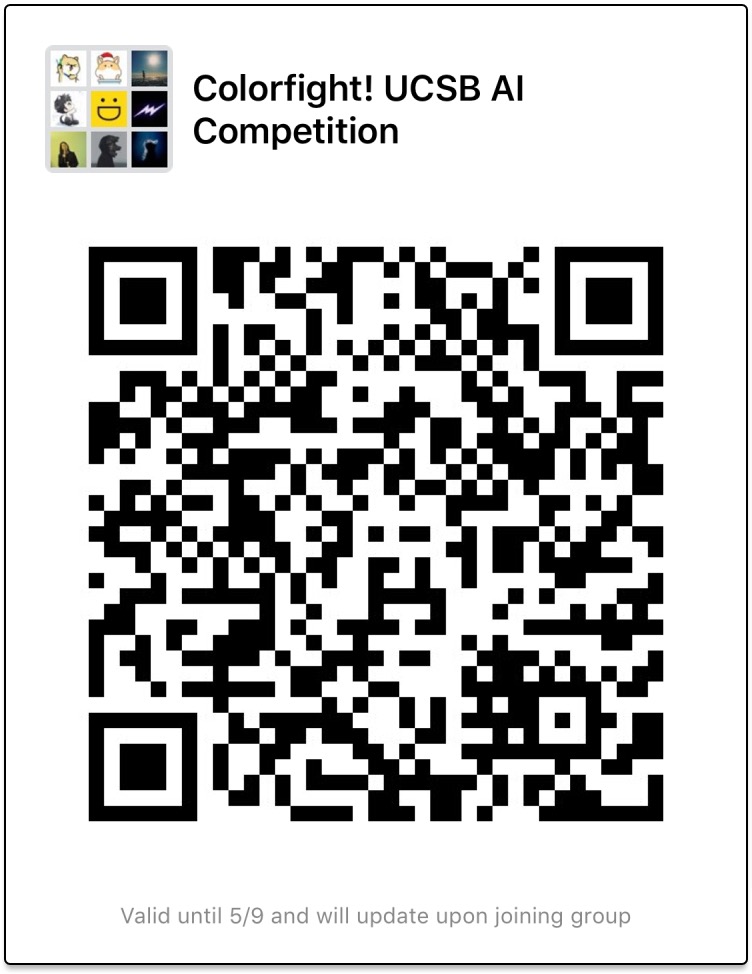 Colorfight! UCSB AI
Competition
Valid until 5/9 and will update upon joining group